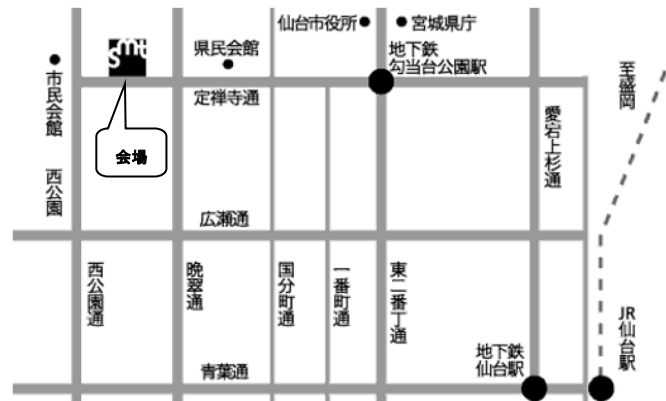 仙台市役所
宮城県庁
smt
県民会館
地下鉄
勾当台公園駅
市民会館
定禅寺通
会場
至盛岡
愛宕上杉通
西公園
広瀬通
西公園通
晩翠通
国分町通
一番町通
東二番丁通
JR仙台駅
地下鉄
仙台駅
青葉通